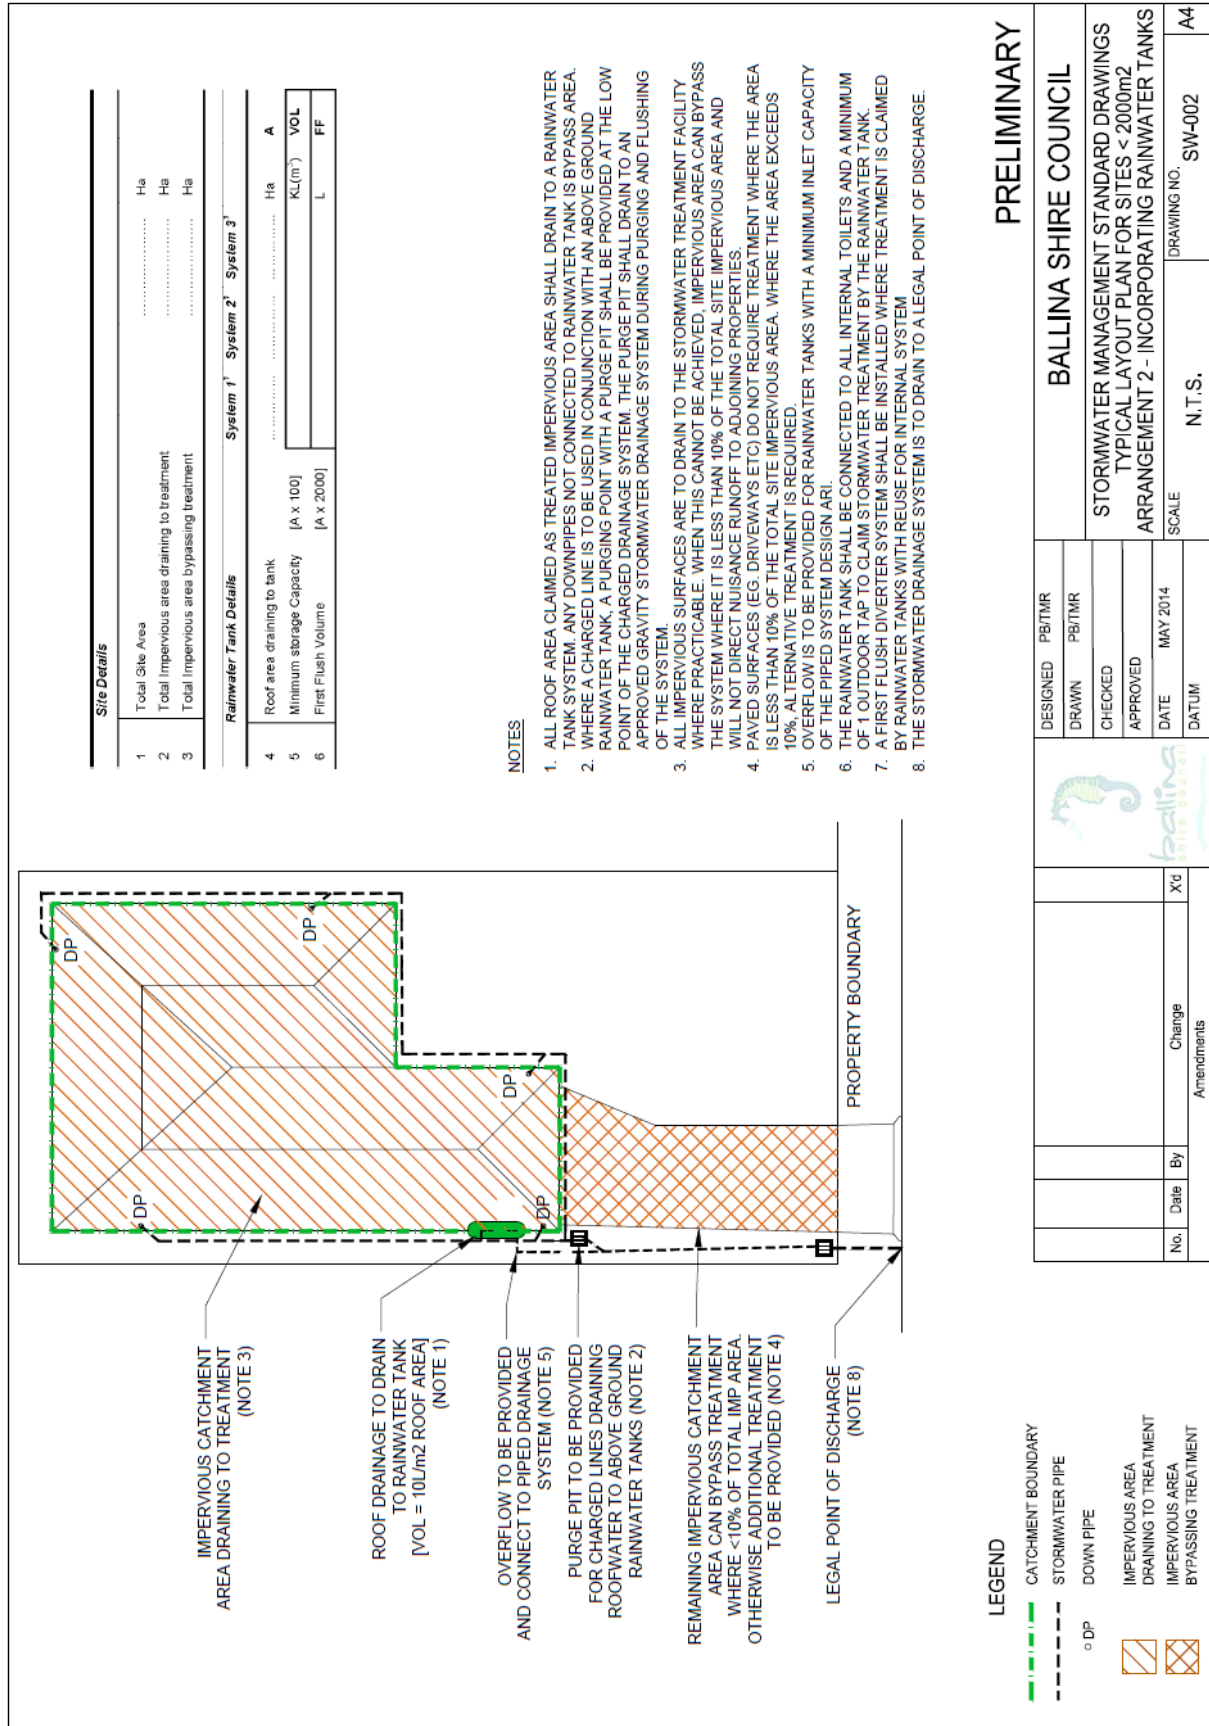 IMPERVIOUS CATCHMENT
AREA DRAINING TO TREATMENT
(NOTE 3)
ROOF DRAINAGE TO DRAIN
TO RAINWATER TANK
[VOL = 10L/m2 ROOF AREA]
(NOTE 1)
OVERFLOW TO BE PROVIDED
AND CONNECT TO PIPED DRAINAGE
SYSTEM (NOTE 5)
PURGE PIT TO BE PROVIDED
FOR CHARGED LINES DRAINING
ROOFWATER TO ABOVE GROUND
RAINWATER TANKS (NOTE 2)
REMAINING IMPERVIOUS CATCHMENT
AREA CAN BYPASS TREATMENT
WHERE <10% OF TOTAL IMP AREA.
OTHERWISE ADDITIONAL TREATMENT
TO BE PROVIDED (NOTE 4)
LEGAL POINT OF DISCHARGE
(NOTE 8)
DP
DP
DP
DP
DP
PROPERTY BOUNDARY
LEGEND
CATCHMENT BOUNDARY
STORMWATER PIPE
DP DOWN PIPE
IMPERVIOUS AREA
DRAINING TO TREATMENT
IMPERVIOUS AREA
BYPASSING TREATMENT
Site Details
1 Total Site Area .............. Ha
2 Total Impervious area draining to treatment .............. Ha
3 Total Impervious area bypassing treatment .............. Ha
Rainwater Tank Details System 1' System 2' System 3'
4 Roof area draining to tank .............. .............. .............. Ha A
5 Minimum storage Capacity [A x 100] KL(m³) VOL
6 First Flush Volume [A x 2000] L FF
NOTES
1. ALL ROOF AREA CLAIMED AS TREATED IMPERVIOUS AREA SHALL DRAIN TO A RAINWATER
TANK SYSTEM. ANY DOWNPIPES NOT CONNECTED TO RAINWATER TANK IS BYPASS AREA.
2. WHERE A CHARGED LINE IS TO BE USED IN CONJUNCTION WITH AN ABOVE GROUND
RAINWATER TANK, A PURGING POINT WITH A PURGE PIT SHALL BE PROVIDED AT THE LOW
POINT OF THE CHARGED DRAINAGE SYSTEM. THE PURGE PIT SHALL DRAIN TO AN
APPROVED GRAVITY STORMWATER DRAINAGE SYSTEM DURING PURGING AND FLUSHING
OF THE SYSTEM.
3. ALL IMPERVIOUS SURFACES ARE TO DRAIN TO THE STORMWATER TREATMENT FACILITY
WHERE PRACTICABLE. WHEN THIS CANNOT BE ACHIEVED, IMPERVIOUS AREA CAN BYPASS
THE SYSTEM WHERE IT IS LESS THAN 10% OF THE TOTAL SITE IMPERVIOUS AREA AND
WILL NOT DIRECT NUISANCE RUNOFF TO ADJOINING PROPERTIES.
4. PAVED SURFACES (EG. DRIVEWAYS ETC) DO NOT REQUIRE TREATMENT WHERE THE AREA
IS LESS THAN 10% OF THE TOTAL SITE IMPERVIOUS AREA. WHERE THE AREA EXCEEDS
10%, ALTERNATIVE TREATMENT IS REQUIRED.
5. OVERFLOW IS TO BE PROVIDED FOR RAINWATER TANKS WITH A MINIMUM INLET CAPACITY
OF THE PIPED SYSTEM DESIGN ARI.
6. THE RAINWATER TANK SHALL BE CONNECTED TO ALL INTERNAL TOILETS AND A MINIMUM
OF 1 OUTDOOR TAP TO CLAIM STORMWATER TREATMENT BY THE RAINWATER TANK.
7. A FIRST FLUSH DIVERTER SYSTEM SHALL BE INSTALLED WHERE TREATMENT IS CLAIMED
BY RAINWATER TANKS WITH REUSE FOR INTERNAL SYSTEM
8. THE STORMWATER DRAINAGE SYSTEM IS TO DRAIN TO A LEGAL POINT OF DISCHARGE.
PRELIMINARY
No. Date By Change X'd
Amendments
ballina
shire council
DESIGNED PB/TMR
DRAWN PB/TMR
CHECKED
APPROVED
DATE MAY 2014
DATUM
BALLINA SHIRE COUNCIL
STORMWATER MANAGEMENT STANDARD DRAWINGS
TYPICAL LAYOUT PLAN FOR SITES < 2000m2
ARRANGEMENT 2 - INCORPORATING RAINWATER TANKS
SCALE N.T.S.
DRAWING NO. SW-002
A4